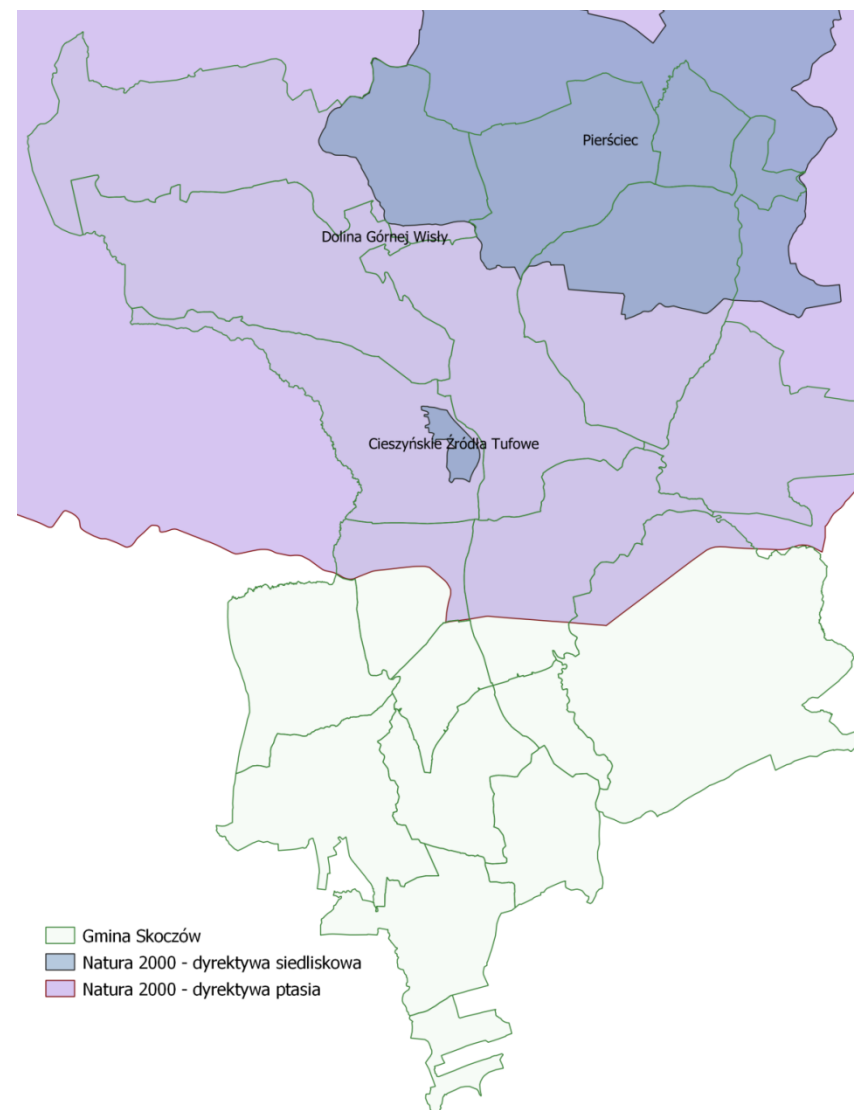 Pierściec
Dolina Górnej Wisły
Cieszyńskie Źródła Tufowe
Gmina Skoczów
Natura 2000 - dyrektywa siedliskowa
Natura 2000 - dyrektywa ptasia